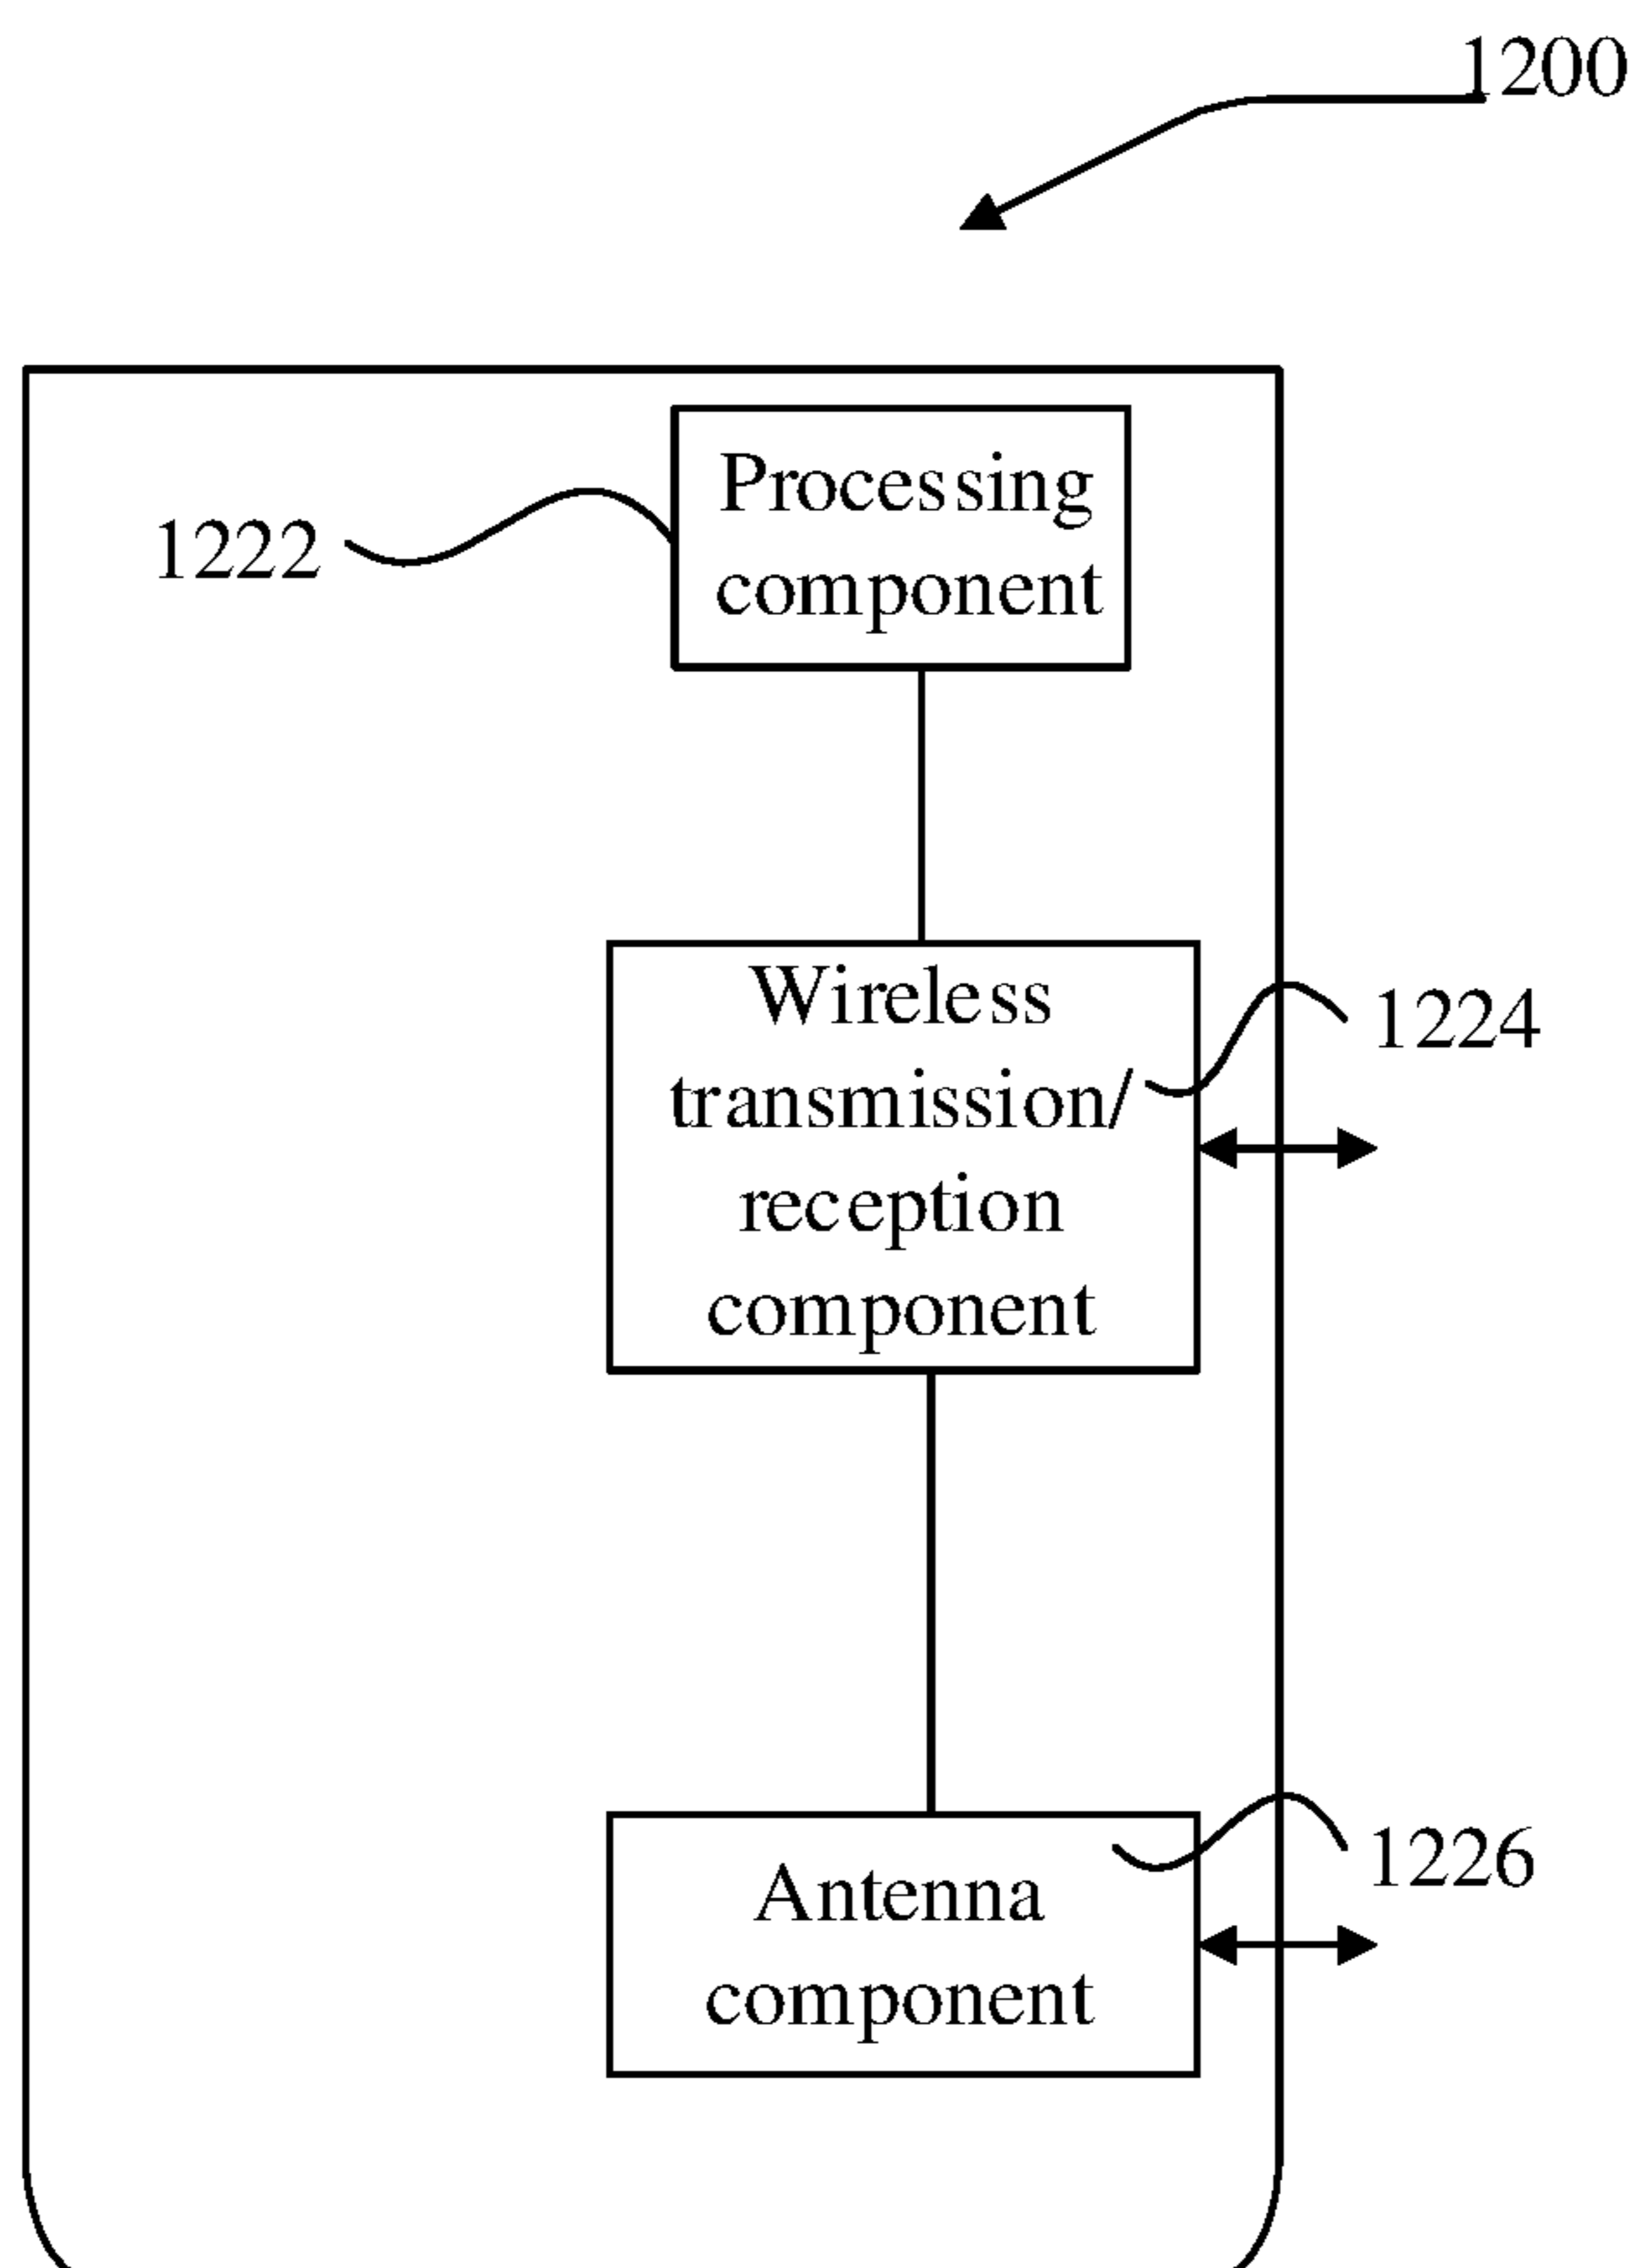 1200
Processing
component
1222
Wireless
transmission/
reception
component
1224
Antenna
component
1226